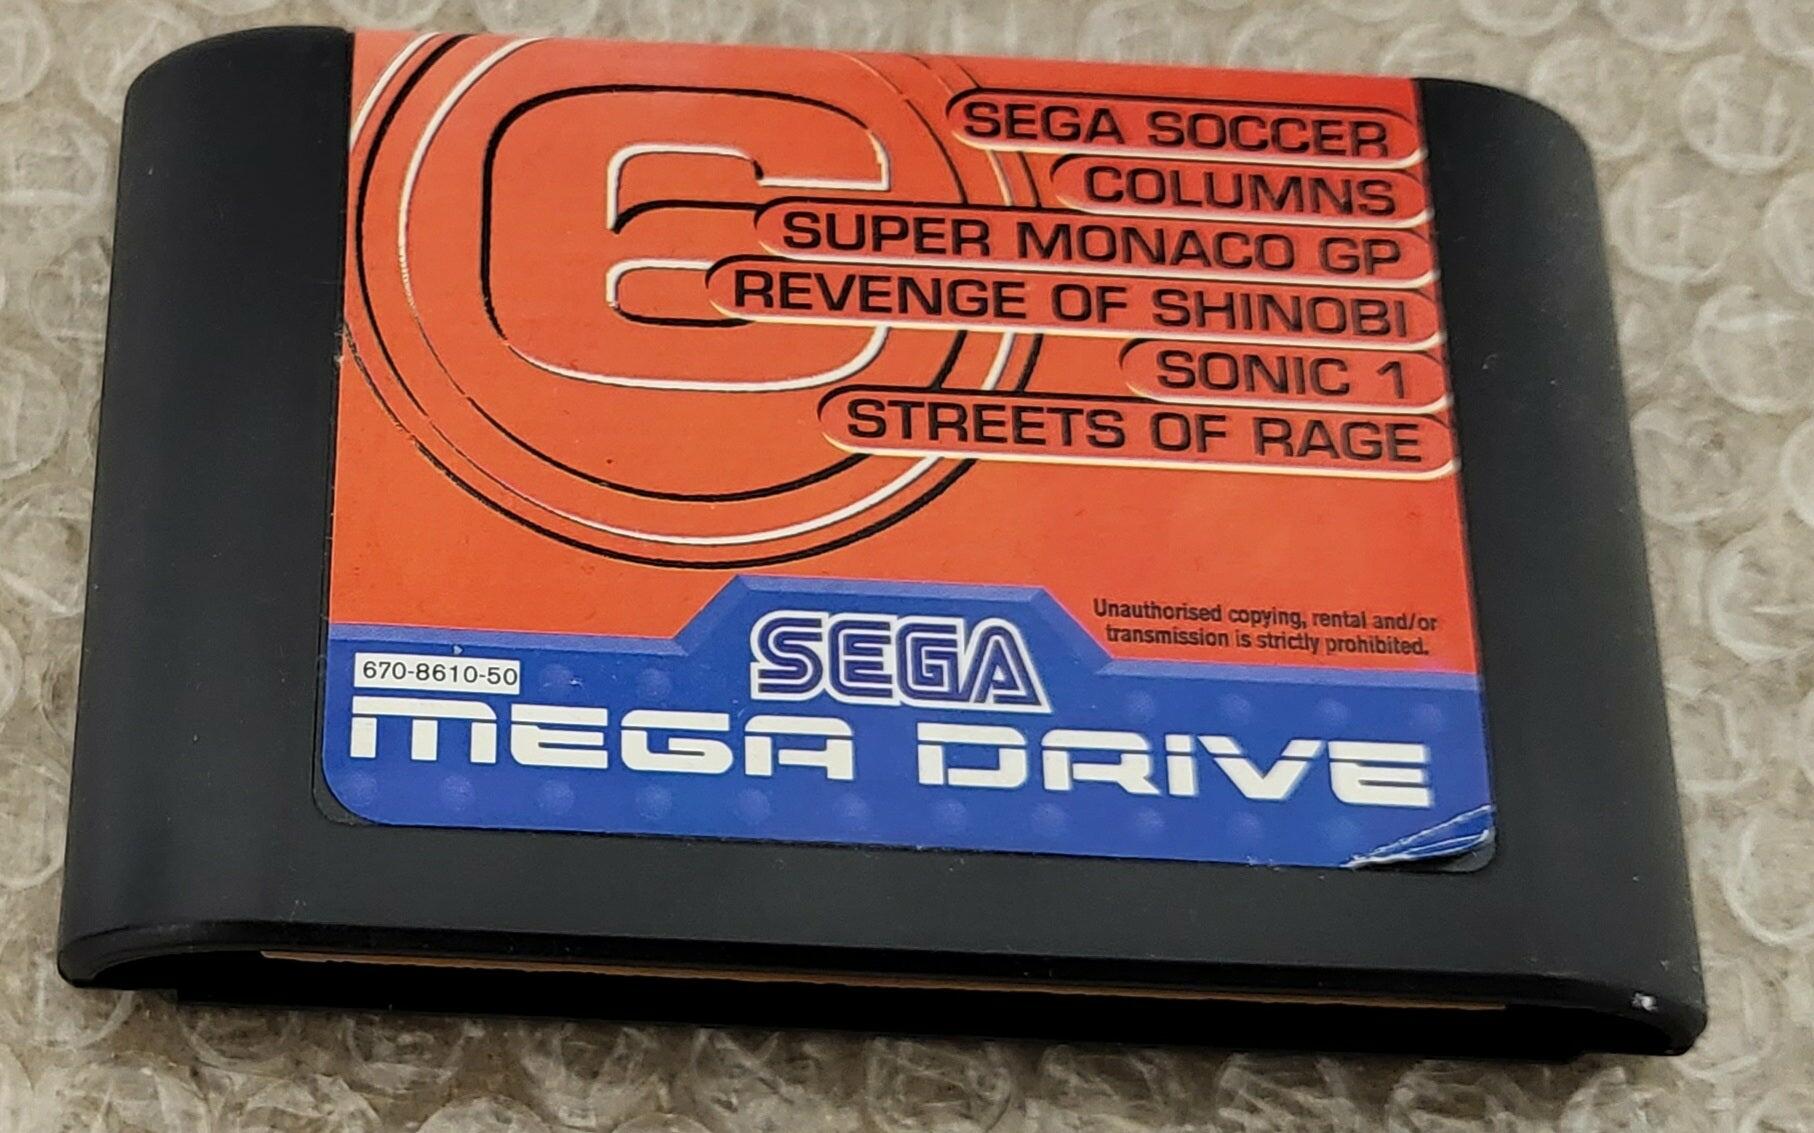 6
SEGA SOCCER
COLUMNS
SUPER MONACO GP
REVENGE OF SHINOBI
SONIC 1
STREETS OF RAGE
Unauthorised copying, rental and/or
transmission is strictly prohibited.
SEGA
670-8610-50
MEGA DRIVE